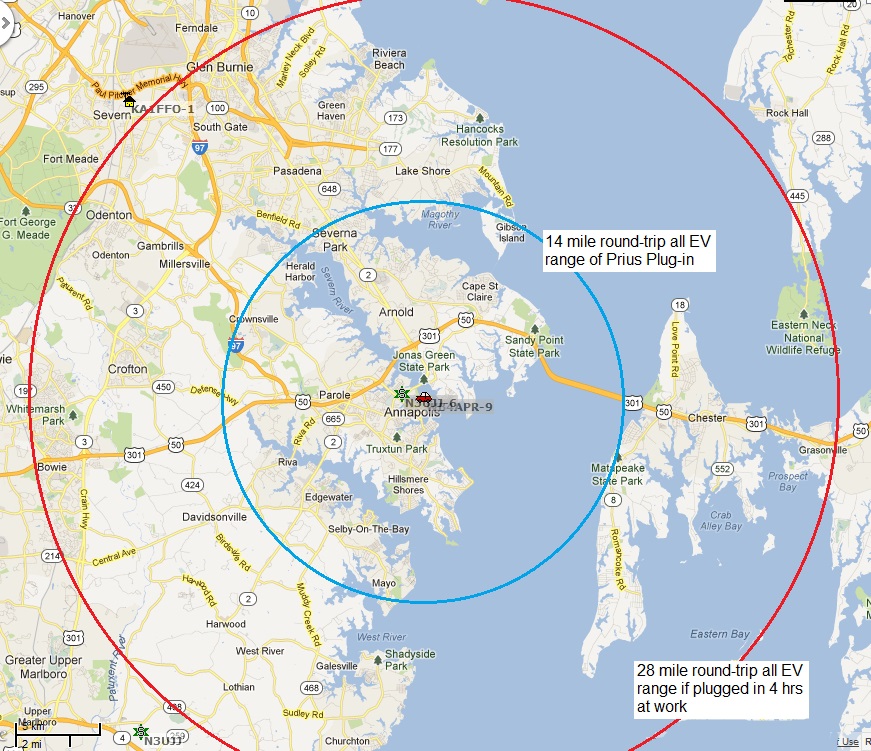 Hanover
10
Ferndale
Marley Neck Blvd
Solley Rd
Riviera
Beach
Tolchester Rd
20
Rock Hall Rd
295
Glen Burnie
Paul Pitcher Memorial Hwy
KA1FFO-1
Severn
100
South Gate
Green
Haven
173
Hancocks
Resolution Park
Rock Hall
288
97
177
Fort Meade
Pasadena
Lake Shore
648
Mountain Rd
445
Fort George
G. Meade
32
Odenton
Benfield Rd
Magothy
River
Gibson
Island
Severna
Park
14 mile round-trip all EV
range of Prius Plug-in
Gambrills
Odenton
Millersville
Herald
Harbor
2
Severn River
Cape St
Claire
Patuxent Rd
3
Crownsville
Arnold
50
18
Love Point Rd
Eastern Neck
National
Wildlife Refuge
97
301
Sandy Point
State Park
Jonas Green
State Park
Crofton
197
450
Defense Hwy
Parole
50
N3UJJ-6
APR-9
Annapolis
301
50
Chester
Whitemarsh
Park
665
Riva Rd
2
301
50
3
50
301
Truxtun Park
Grasonville
Bowie
Riva
Matapeake
State Park
552
Prospect
Bay
424
Hillsmere
Shores
Edgewater
8
Crab
Alley Bay
Crain Hwy
Davidsonville
Selby-On-The-Bay
214
Central Ave
Birdsville Rd
Romancoke Rd
Harwood Rd
Mayo
2
Muddy Creek Rd
Harwood
301
West River
Eastern Bay
Patuxent River
West River
Shadyside
Park
Greater Upper
Marlboro
Galesville
28 mile round-trip all EV
range if plugged in 4 hrs
at work
Lothian
468
Upper
Marlboro
408
Sudley Rd
5 km
2 mi
4
N3UJJ
Churchton